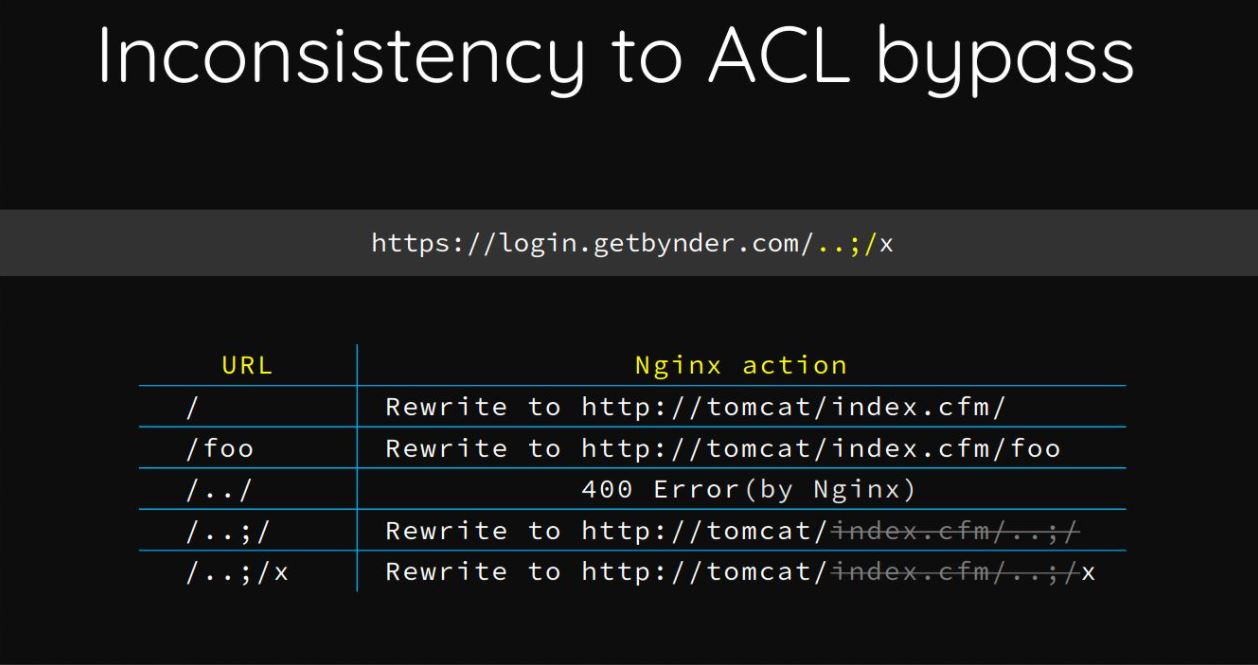 Inconsistency to ACL bypass
https://login.getbynder.com/..;/x
URL Nginx action
/ Rewrite to http://tomcat/index.cfm/
/foo Rewrite to http://tomcat/index.cfm/foo
/../ 400 Error(by Nginx)
/..;/ Rewrite to http://tomcat/index.cfm/..;/
/..;/x Rewrite to http://tomcat/index.cfm/..;/x